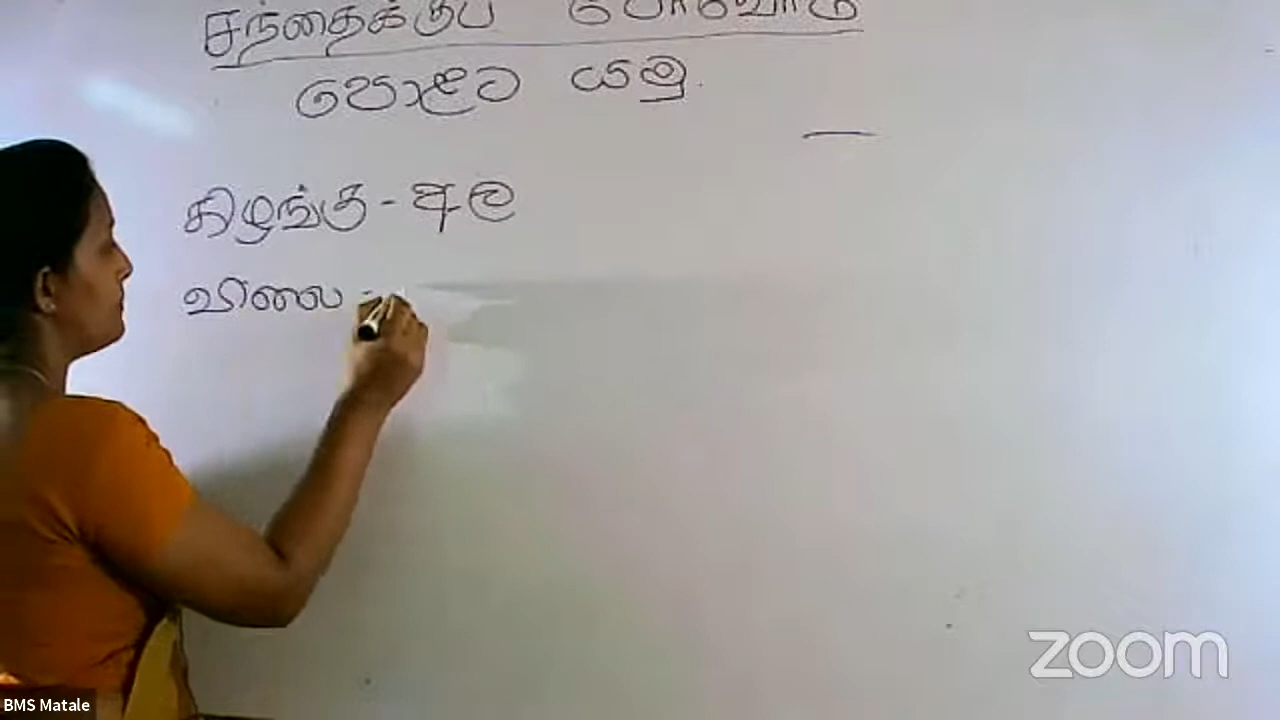 சந்தைக்குப் போவோம்
පොළට යමු.
கிழங்கு - අල
விலை -
zoom
BMS Matale